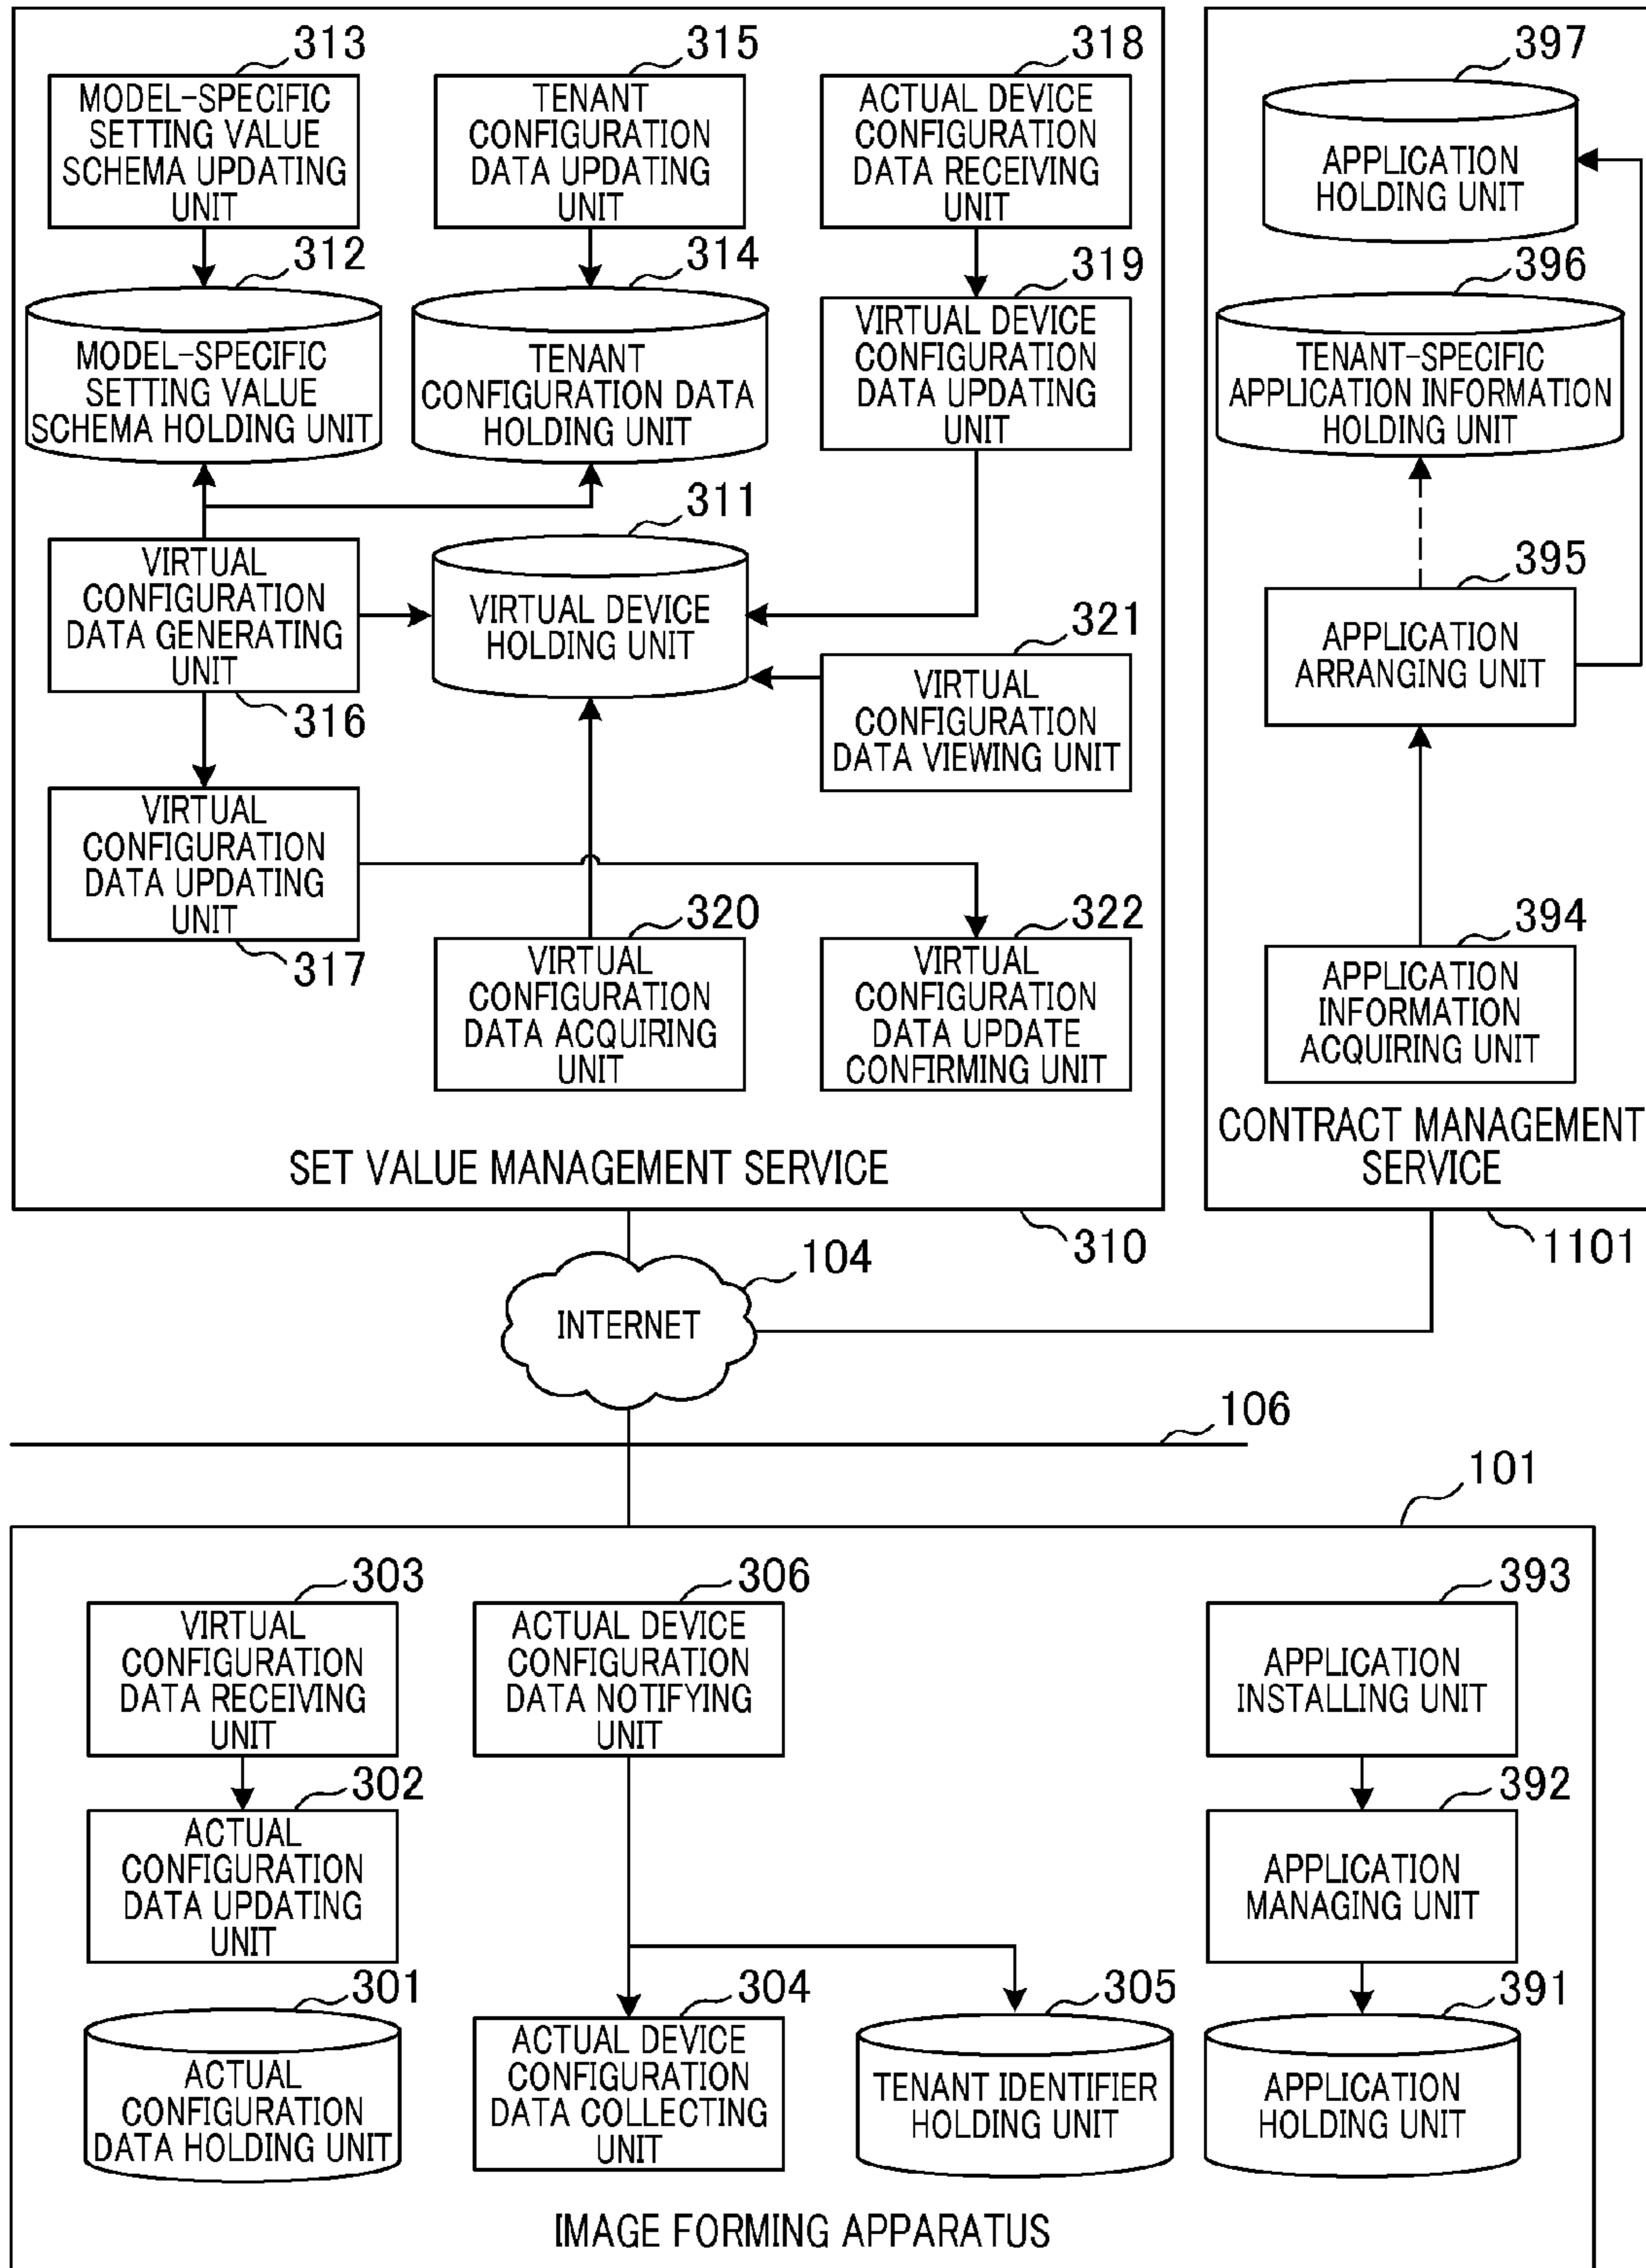 313
MODEL-SPECIFIC
SETTING VALUE
SCHEMA UPDATING
UNIT
315
TENANT
CONFIGURATION
DATA UPDATING
UNIT
318
ACTUAL DEVICE
CONFIGURATION
DATA RECEIVING
UNIT
312
MODEL-SPECIFIC
SETTING VALUE
SCHEMA HOLDING UNIT
314
TENANT
CONFIGURATION DATA
HOLDING UNIT
319
VIRTUAL DEVICE
CONFIGURATION
DATA UPDATING
UNIT
VIRTUAL
CONFIGURATION
DATA GENERATING
UNIT
316
311
VIRTUAL DEVICE
HOLDING UNIT
321
VIRTUAL
CONFIGURATION
DATA VIEWING UNIT
VIRTUAL
CONFIGURATION
DATA UPDATING
UNIT
317
320
VIRTUAL
CONFIGURATION
DATA ACQUIRING
UNIT
322
VIRTUAL
CONFIGURATION
DATA UPDATE
CONFIRMING UNIT
SET VALUE MANAGEMENT SERVICE
310
397
APPLICATION
HOLDING UNIT
396
TENANT-SPECIFIC
APPLICATION INFORMATION
HOLDING UNIT
395
APPLICATION
ARRANGING UNIT
394
APPLICATION
INFORMATION
ACQUIRING UNIT
CONTRACT MANAGEMENT
SERVICE
1101
104
INTERNET
106
101
303
VIRTUAL
CONFIGURATION
DATA RECEIVING
UNIT
306
ACTUAL DEVICE
CONFIGURATION
DATA NOTIFYING
UNIT
393
APPLICATION
INSTALLING UNIT
302
ACTUAL
CONFIGURATION
DATA UPDATING
UNIT
392
APPLICATION
MANAGING UNIT
301
ACTUAL
CONFIGURATION
DATA HOLDING UNIT
304
ACTUAL DEVICE
CONFIGURATION
DATA COLLECTING
UNIT
305
TENANT IDENTIFIER
HOLDING UNIT
391
APPLICATION
HOLDING UNIT
IMAGE FORMING APPARATUS